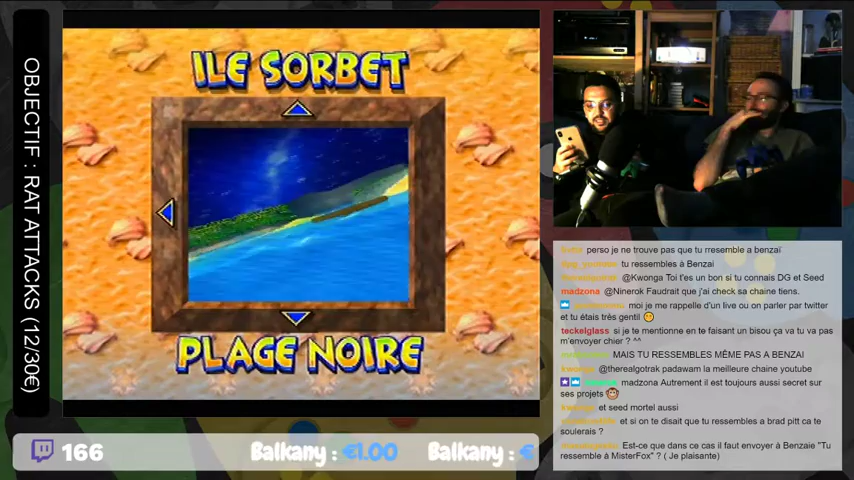 OBJECTIF : RAT ATTACKS (12/30€)
ILE SORBET
PLAGE NOIRE
perso je ne trouve pas que tu rresemble a benzaï
tu ressembles à Benzai
@Kwonga Toi t'es un bon si tu connais DG et Seed
madzona @Ninerok Faudrait que j'ai check sa chaine tiens.
moi je me rappelle d'un live ou on parler par twitter
et tu étais très gentil
teckelglass si je te mentionne en te faisant un bisou ça va tu va pas
m'envoyer chier ? ^^
MAIS TU RESSEMBLES MÊME PAS A BENZAI
@therealgotrak padawam la meilleure chaine youtube
madzona Autrement il est toujours aussi secret sur
ses projets
et seed mortel aussi
et si on te disait que tu ressembles a brad pitt ca te
soulerais ?
Est-ce que dans ce cas il faut envoyer à Benzaie "Tu
ressemble à MisterFox" ? ( Je plaisante)
166
Balkany : €1.00 Balkany : €